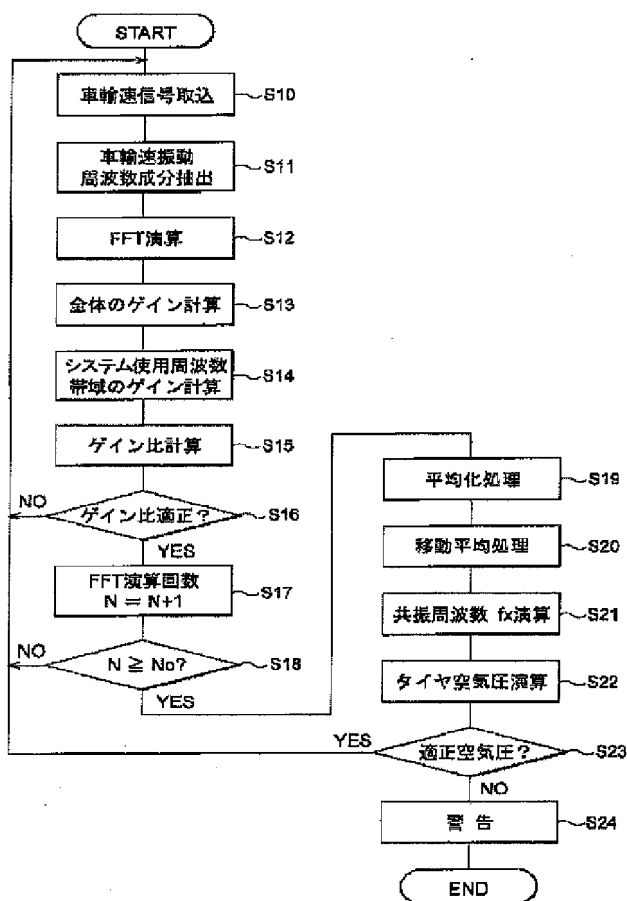 START
車輪速信号取込
S10
車輪速振動
周波数成分抽出
S11
FFT演算
S12
全体のゲイン計算
S13
システム使用周波数
帯域のゲイン計算
S14
ゲイン比計算
S15
NO
ゲイン比適正？
S16
YES
FFT演算回数
N = N+1
S17
NO
N ≧ No?
S18
YES
平均化処理
S19
移動平均処理
S20
共振周波数 fx演算
S21
タイヤ空気圧演算
S22
YES
適正空気圧？
S23
NO
警 告
S24
END